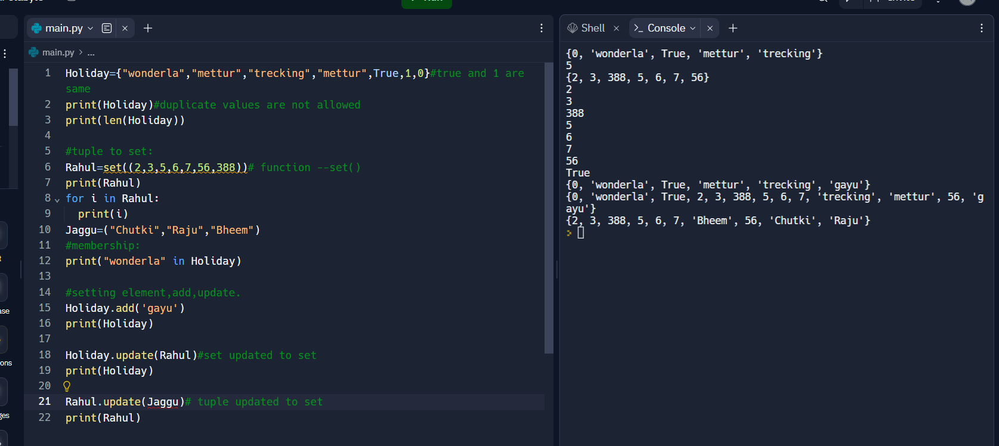 main.py
Shell
Console
main.py > ...
1 Holiday={"wonderla","mettur","trecking","mettur",True,1,0}#true and 1 are
same
2 print(Holiday)#duplicate values are not allowed
3 print(len(Holiday))
4
5 #tuple to set:
6 Rahul=set((2,3,5,6,7,56,388))# function --set()
7 print(Rahul)
8 for i in Rahul:
9 print(i)
10 Jaggu=("Chutki","Raju","Bheem")
11 #membership:
12 print("wonderla" in Holiday)
13
14 #setting element,add,update.
15 Holiday.add('gayu')
16 print(Holiday)
17
18 Holiday.update(Rahul)#set updated to set
19 print(Holiday)
20
21 Rahul.update(Jaggu)# tuple updated to set
22 print(Rahul)
{0, 'wonderla', True, 'mettur', 'trecking'}
5
{2, 3, 388, 5, 6, 7, 56}
2
3
388
5
6
7
56
True
{0, 'wonderla', True, 'mettur', 'trecking', 'gayu'}
{0, 'wonderla', True, 2, 3, 388, 5, 6, 7, 'trecking', 'mettur', 56, 'g
ayu'}
{2, 3, 388, 5, 6, 7, 'Bheem', 56, 'Chutki', 'Raju'}